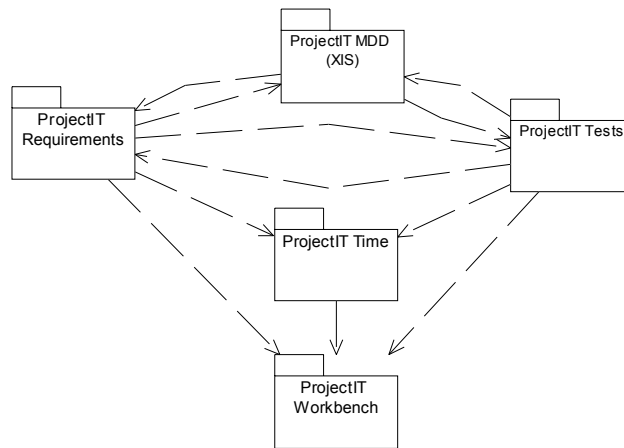 ProjectIT MDD
(XIS)
ProjectIT
Requirements
ProjectIT Tests
ProjectIT Time
ProjectIT
Workbench